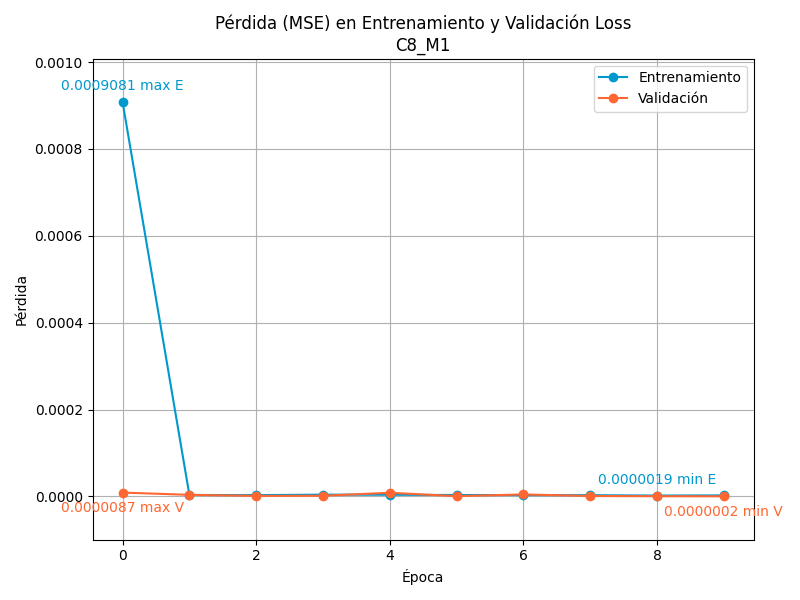 Pérdida (MSE) en Entrenamiento y Validación Loss
C8_M1
0.0010
0.0008
0.0006
0.0004
0.0002
0.0000
Pérdida
0.0009081 max E
Entrenamiento
Validación
0.0000019 min E
0.0000087 max V
0.0000002 min V
0
2
4
6
8
Época